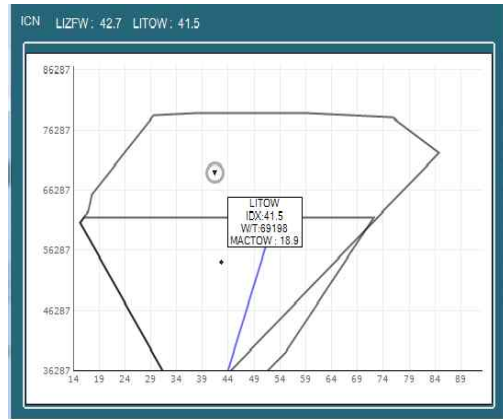 ICN LIZFW : 42.7 LITOW : 41.5
86287
76287
66286
LITOW
IDX:41.5
W/T:69198
MACTOW : 18.9
56287
46287
36287
14 19 24 29 34 39 44 49 54 59 64 69 74 79 84 89